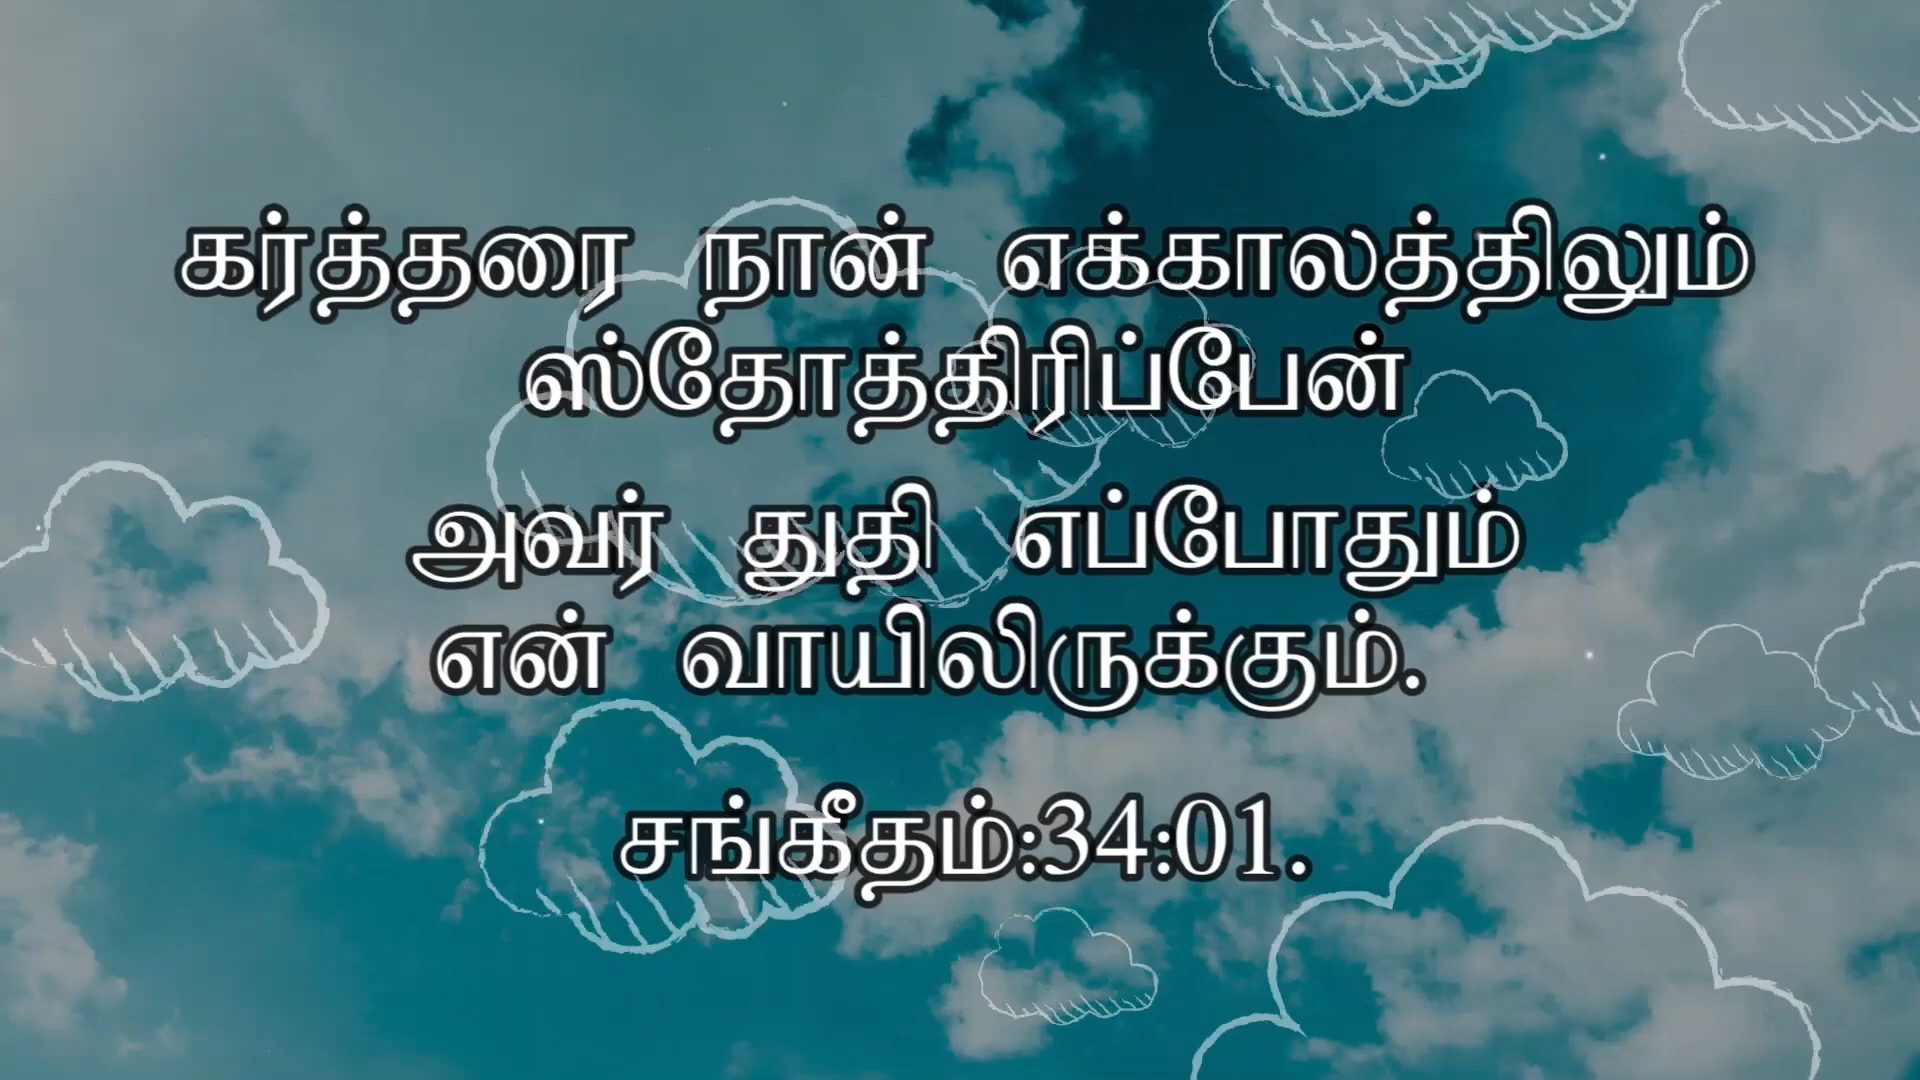 கர்த்தரை நான் எக்காலத்திலும்
ஸ்தோத்திரிப்பேன்
அவர் துதி எப்போதும்
என் வாயிலிருக்கும்.
சங்கீதம்:34:01.